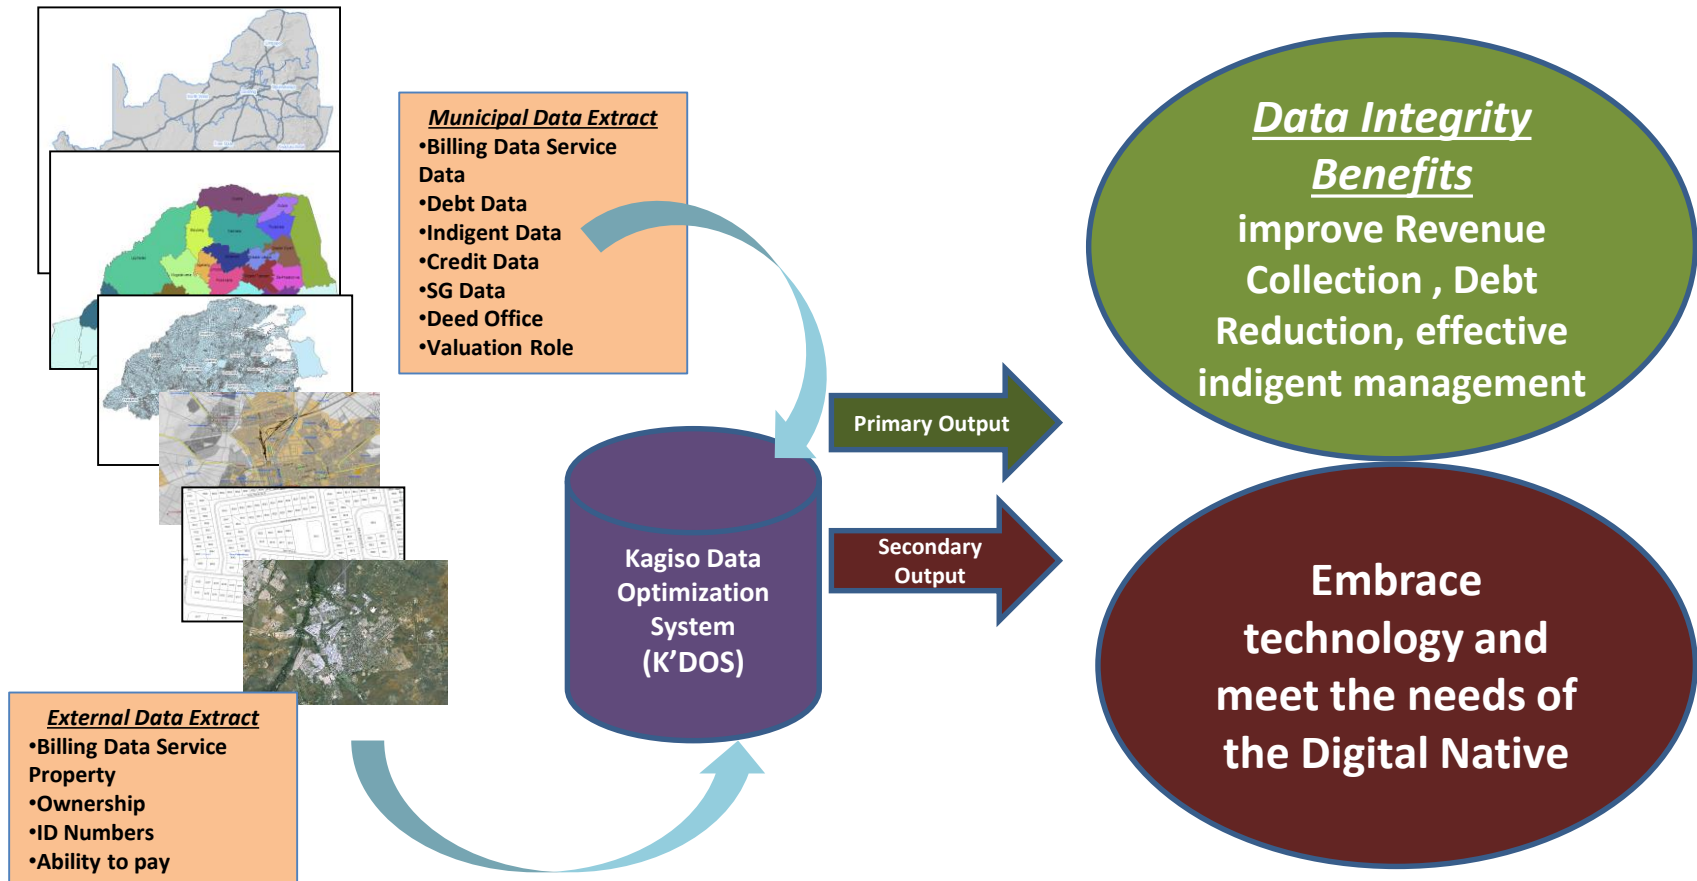 Municipal Data Extract
•Billing Data Service
Data
•Debt Data
•Indigent Data
•Credit Data
•SG Data
•Deed Office
•Valuation Role
External Data Extract
•Billing Data Service
Property
•Ownership
•ID Numbers
•Ability to pay
Kagiso Data
Optimization
System
(K'DOS)
Primary Output
Secondary
Output
Data Integrity
Benefits
improve Revenue
Collection , Debt
Reduction, effective
indigent management
Embrace
technology and
meet the needs of
the Digital Native